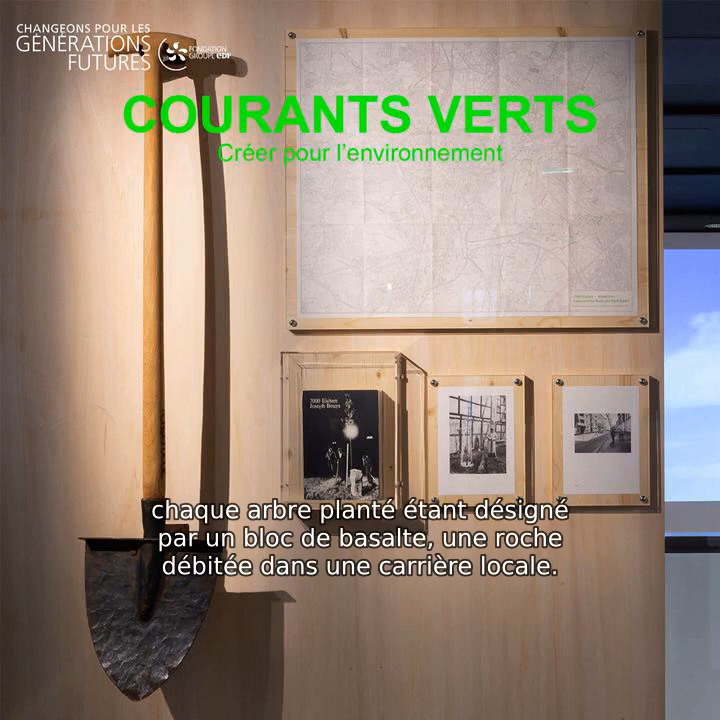 CHANGEONS POUR LES
GÉNÉRATIONS
FUTURES
FONDATION
GROUPE eDF
COURANTS VERTS
Créer pour l'environnement
7000 Eichen
Joseph Beuys
chaque arbre planté étant désigné
par un bloc de basalte, une roche
débitée dans une carrière locale.